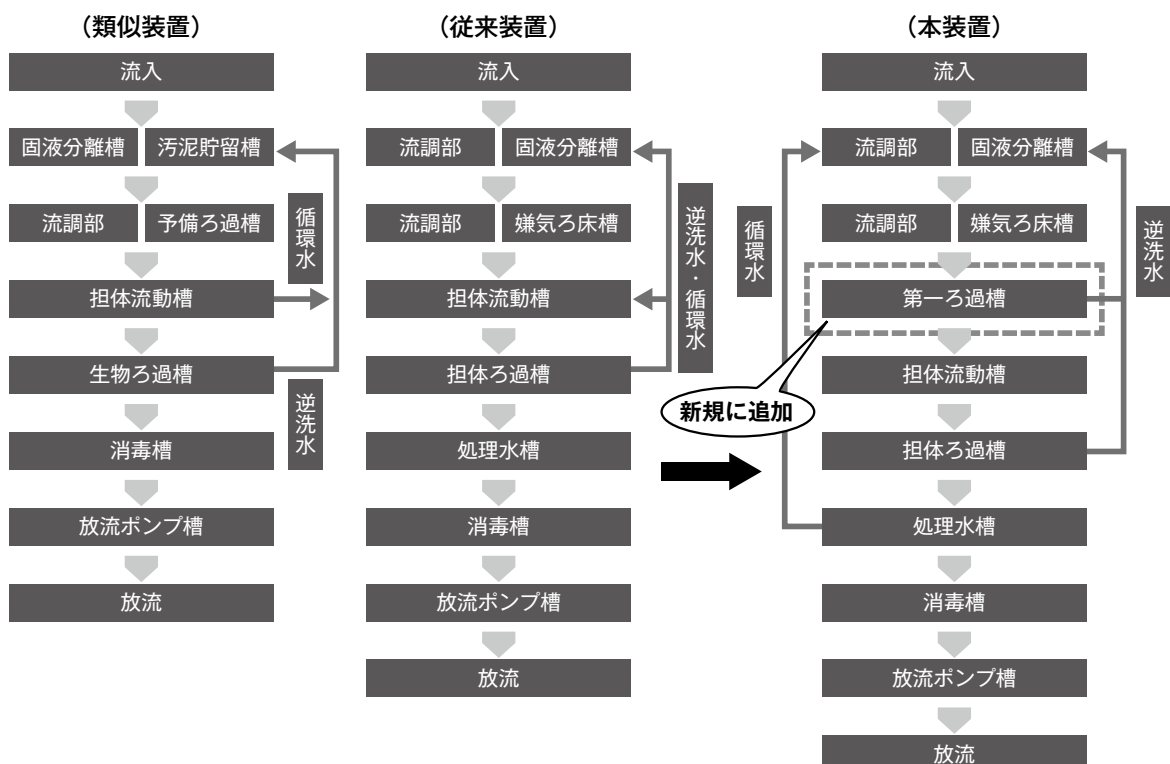 (類似装置)
流入
固液分離槽
汚泥貯留槽
流調部
予備ろ過槽
循環水
担体流動槽
生物ろ過槽
逆洗水
消毒槽
放流ポンプ槽
放流
(従来装置)
流入
流調部
固液分離槽
流調部
嫌気ろ床槽
逆洗水・循環水
担体流動槽
担体ろ過槽
処理水槽
消毒槽
放流ポンプ槽
放流
(本装置)
流入
流調部
固液分離槽
循環水
流調部
嫌気ろ床槽
逆洗水
第一ろ過槽
新規に追加
担体流動槽
担体ろ過槽
処理水槽
消毒槽
放流ポンプ槽
放流